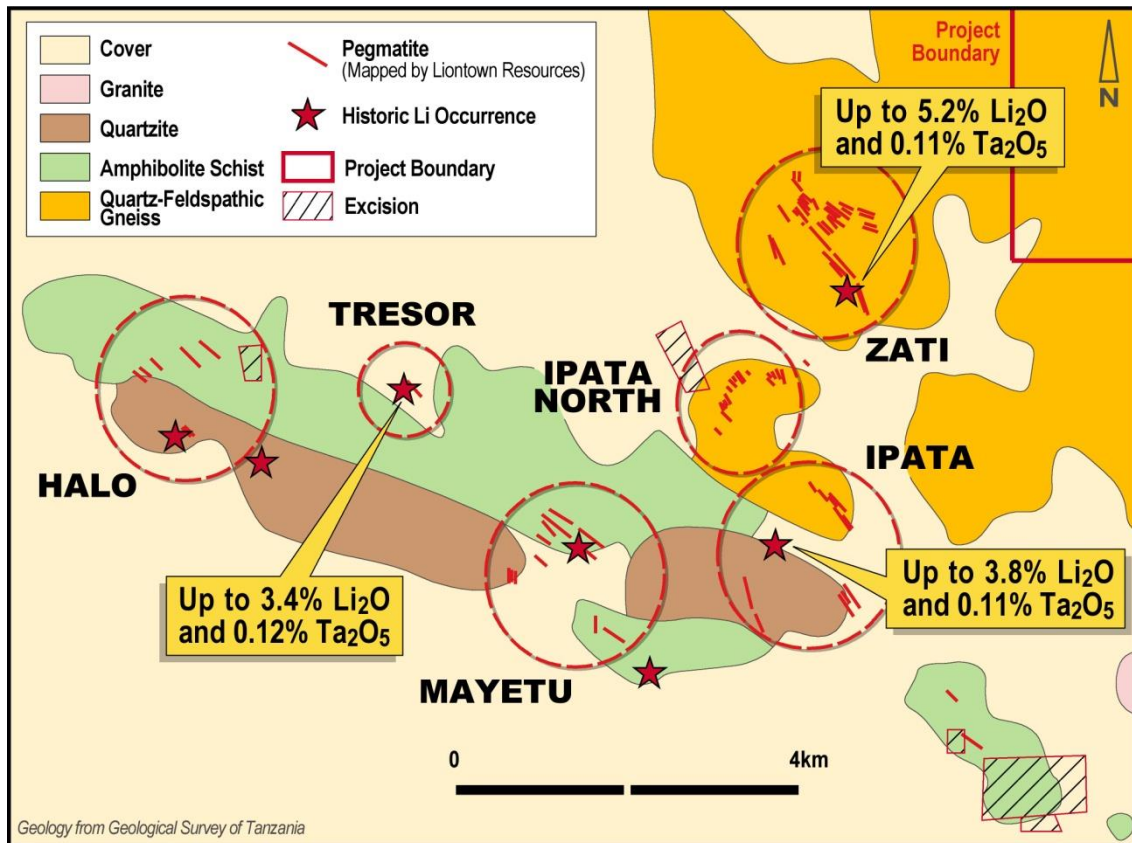 Cover
Granite
Quartzite
Amphibolite Schist
Quartz-Feldspathic
Gneiss
Pegmatite
(Mapped by Liontown Resources)
Historic Li Occurrence
Project Boundary
Excision
Project
Boundary
N
Up to 5.2% Li₂O
and 0.11% Ta₂O₅
ZATI
TRESOR
IPATA
NORTH
IPATA
HALO
Up to 3.4% Li₂O
and 0.12% Ta₂O₅
Up to 3.8% Li₂O
and 0.11% Ta₂O₅
MAYETU
0 4km
Geology from Geological Survey of Tanzania